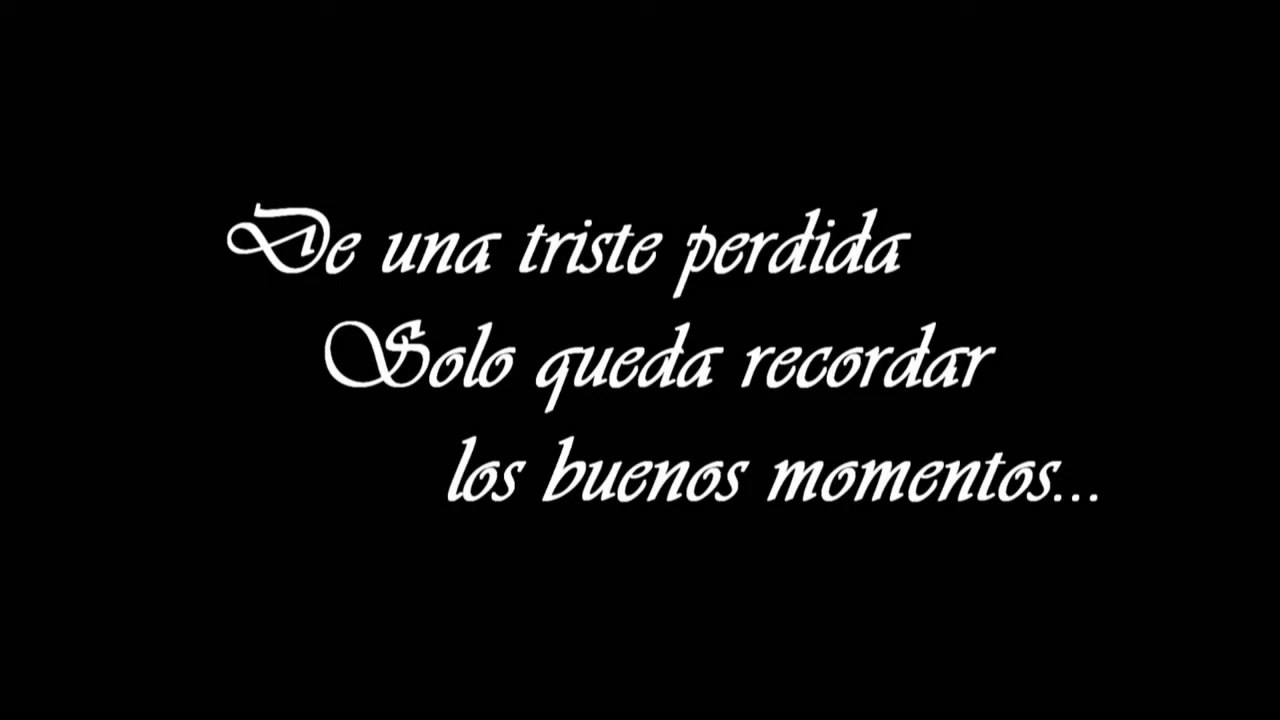 De una triste perdida
Solo queda recordar
los buenos momentos...